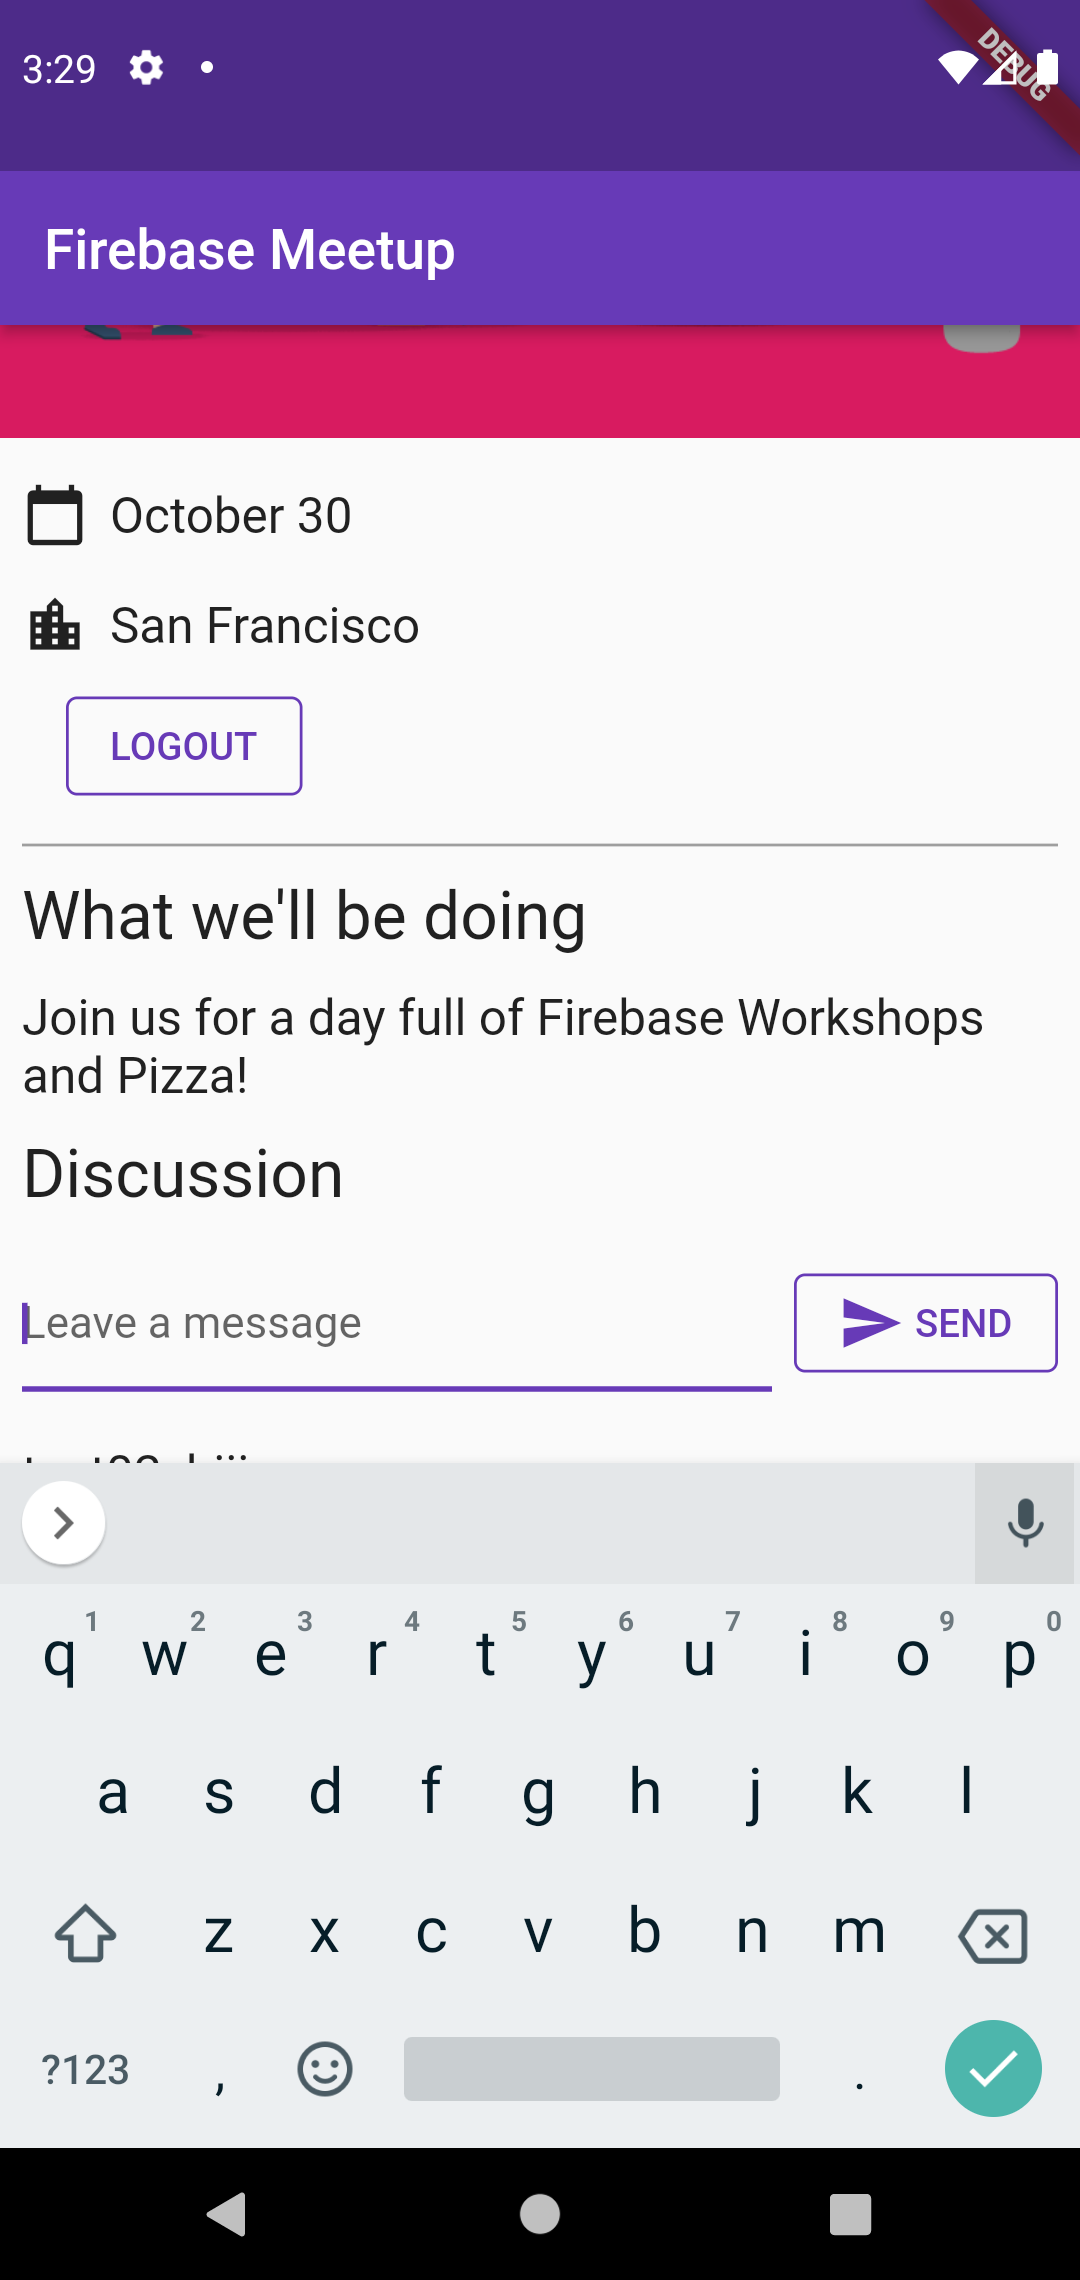 3:29
DEBUG
Firebase Meetup
October 30
San Francisco
LOGOUT
What we'll be doing
Join us for a day full of Firebase Workshops
and Pizza!
Discussion
Leave a message
SEND
1 2 3 4 5 6 7 8 9 0
q w e r t y u i o p
a s d f g h j k l
z x c v b n m
?123 , .